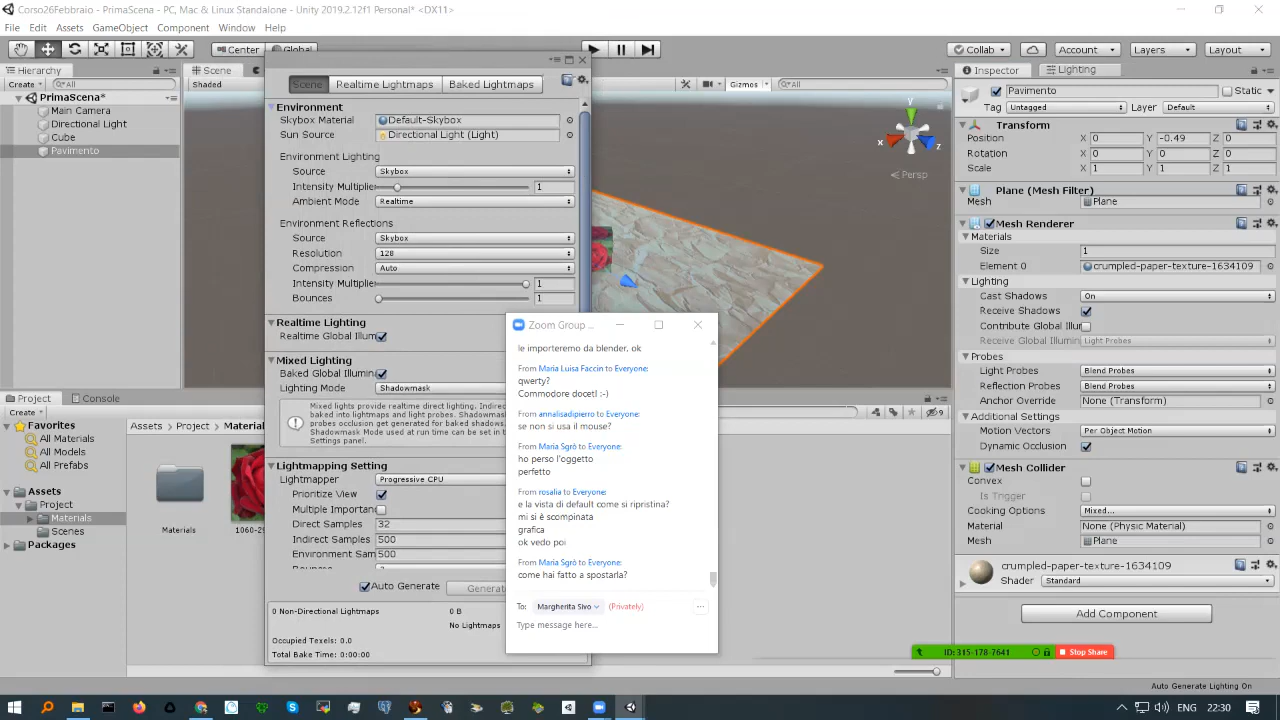 Corso26Febbraio - PrimaScena - PC, Mac & Linux Standalone - Unity 2019.2.12f1 Personal* <DX11>
File Edit Assets GameObject Component Window Help
Center Global
Collab Account Layers Layout
Hierarchy
Create All
PrimaScena*
Main Camera
Directional Light
Cube
Pavimento
Scene
Shaded
Gizmos All
y
x
z
Persp
Scene Realtime Lightmaps Baked Lightmaps
Environment
Skybox Material Default-Skybox
Sun Source Directional Light (Light)
Environment Lighting
Source Skybox
Intensity Multiplie 1
Ambient Mode Realtime
Environment Reflections
Source Skybox
Resolution 128
Compression Auto
Intensity Multiplie 1
Bounces 1
Realtime Lighting
Realtime Global Illum
Mixed Lighting
Baked Global Illumina
Lighting Mode Shadowmask
Mixed lights provide realtime direct lighting. Indirec
baked into lightmaps and light probes. Shadowm
probes occlusion get generated for baked shadow
Shadowmask Mode used at run time can be set in t
Settings panel.
Lightmapping Setting
Lightmapper Progressive CPU
Prioritize View
Multiple Importanc
Direct Samples 32
Indirect Samples 500
Environment Sam 500
Auto Generate Generat
0 Non-Directional Lightmaps 0 B
No Lightmaps
Occupied Texels: 0.0
Total Bake Time: 0:00:00
Zoom Group ...
le importeremo da blender, ok
From Maria Luisa Faccin to Everyone:
qwerty?
Commodore docet! :-)
From annalisadipierro to Everyone:
se non si usa il mouse?
From Maria Sgrò to Everyone:
ho perso l'oggetto
perfetto
From rosalia to Everyone:
e la vista di default come si ripristina?
mi si è scompinata
grafica
ok vedo poi
From Maria Sgrò to Everyone:
come hai fatto a spostarla?
To: Margherita Sivo (Privately) ...
Type message here...
Inspector Lighting
Pavimento Static
Tag Untagged Layer Default
Transform
Position X 0 Y -0.49 Z 0
Rotation X 0 Y 0 Z 0
Scale X 1 Y 1 Z 1
Plane (Mesh Filter)
Mesh Plane
Mesh Renderer
Materials
Size 1
Element 0 crumpled-paper-texture-1634109
Lighting
Cast Shadows On
Receive Shadows
Contribute Global Illur
Receive Global Illumi Light Probes
Probes
Light Probes Blend Probes
Reflection Probes Blend Probes
Anchor Override None (Transform)
Additional Settings
Motion Vectors Per Object Motion
Dynamic Occlusion
Mesh Collider
Convex
Is Trigger
Cooking Options Mixed...
Material None (Physic Material)
Mesh Plane
crumpled-paper-texture-1634109
Shader Standard
Add Component
ID: 315-178-7641 Stop Share
Project Console
Create
9
Favorites
All Materials
All Models
All Prefabs
Assets
Project
Materials
Scenes
Packages
Assets Project Material
Materials
1060-2
Auto Generate Lighting On
ENG 22:30